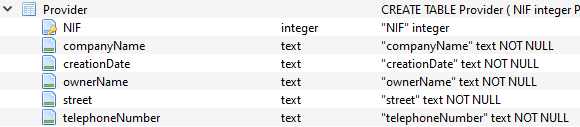 Provider CREATE TABLE Provider ( NIF integer P
NIF integer "NIF" integer
companyName text "companyName" text NOT NULL
creationDate text "creationDate" text NOT NULL
ownerName text "ownerName" text NOT NULL
street text "street" text NOT NULL
telephoneNumber text "telephoneNumber" text NOT NULL